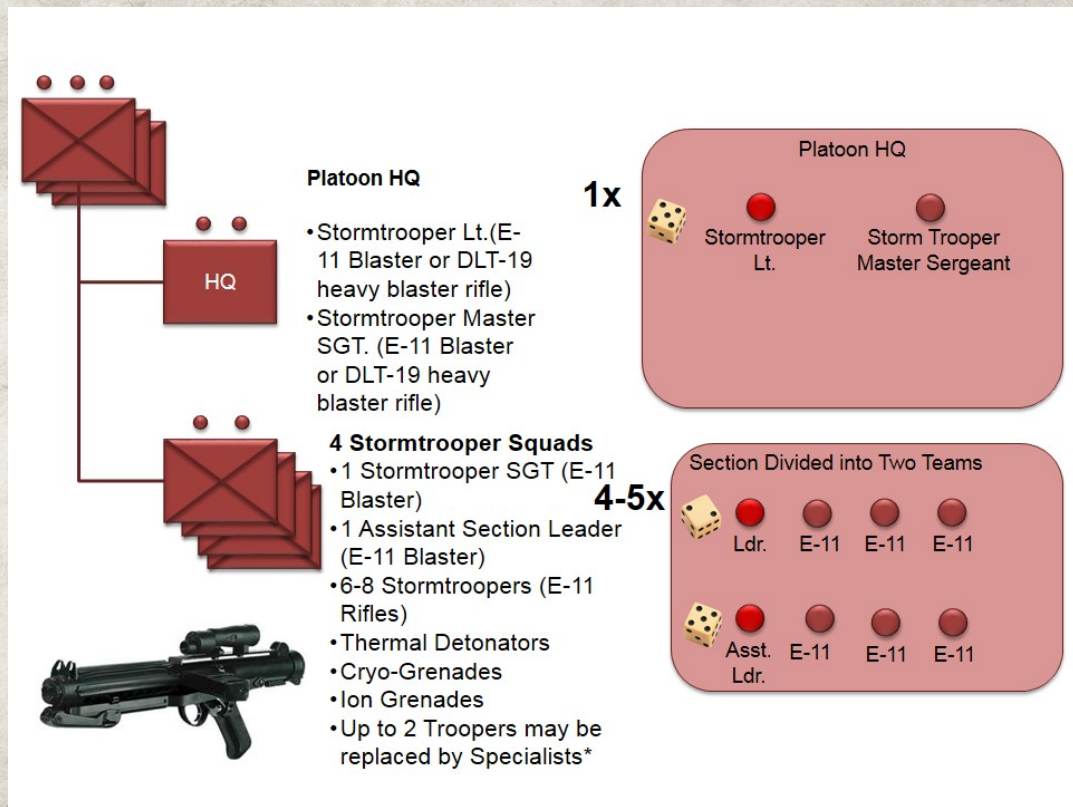 HQ
Platoon HQ
•Stormtrooper Lt.(E-
11 Blaster or DLT-19
heavy blaster rifle)
•Stormtrooper Master
SGT. (E-11 Blaster
or DLT-19 heavy
blaster rifle)
4 Stormtrooper Squads
•1 Stormtrooper SGT (E-11
Blaster)
•1 Assistant Section Leader
(E-11 Blaster)
•6-8 Stormtroopers (E-11
Rifles)
•Thermal Detonators
•Cryo-Grenades
•Ion Grenades
•Up to 2 Troopers may be
replaced by Specialists*
1x
Platoon HQ
Stormtrooper
Lt.
Storm Trooper
Master Sergeant
4-5x
Section Divided into Two Teams
Ldr. E-11 E-11 E-11
Asst.
Ldr.
E-11 E-11 E-11